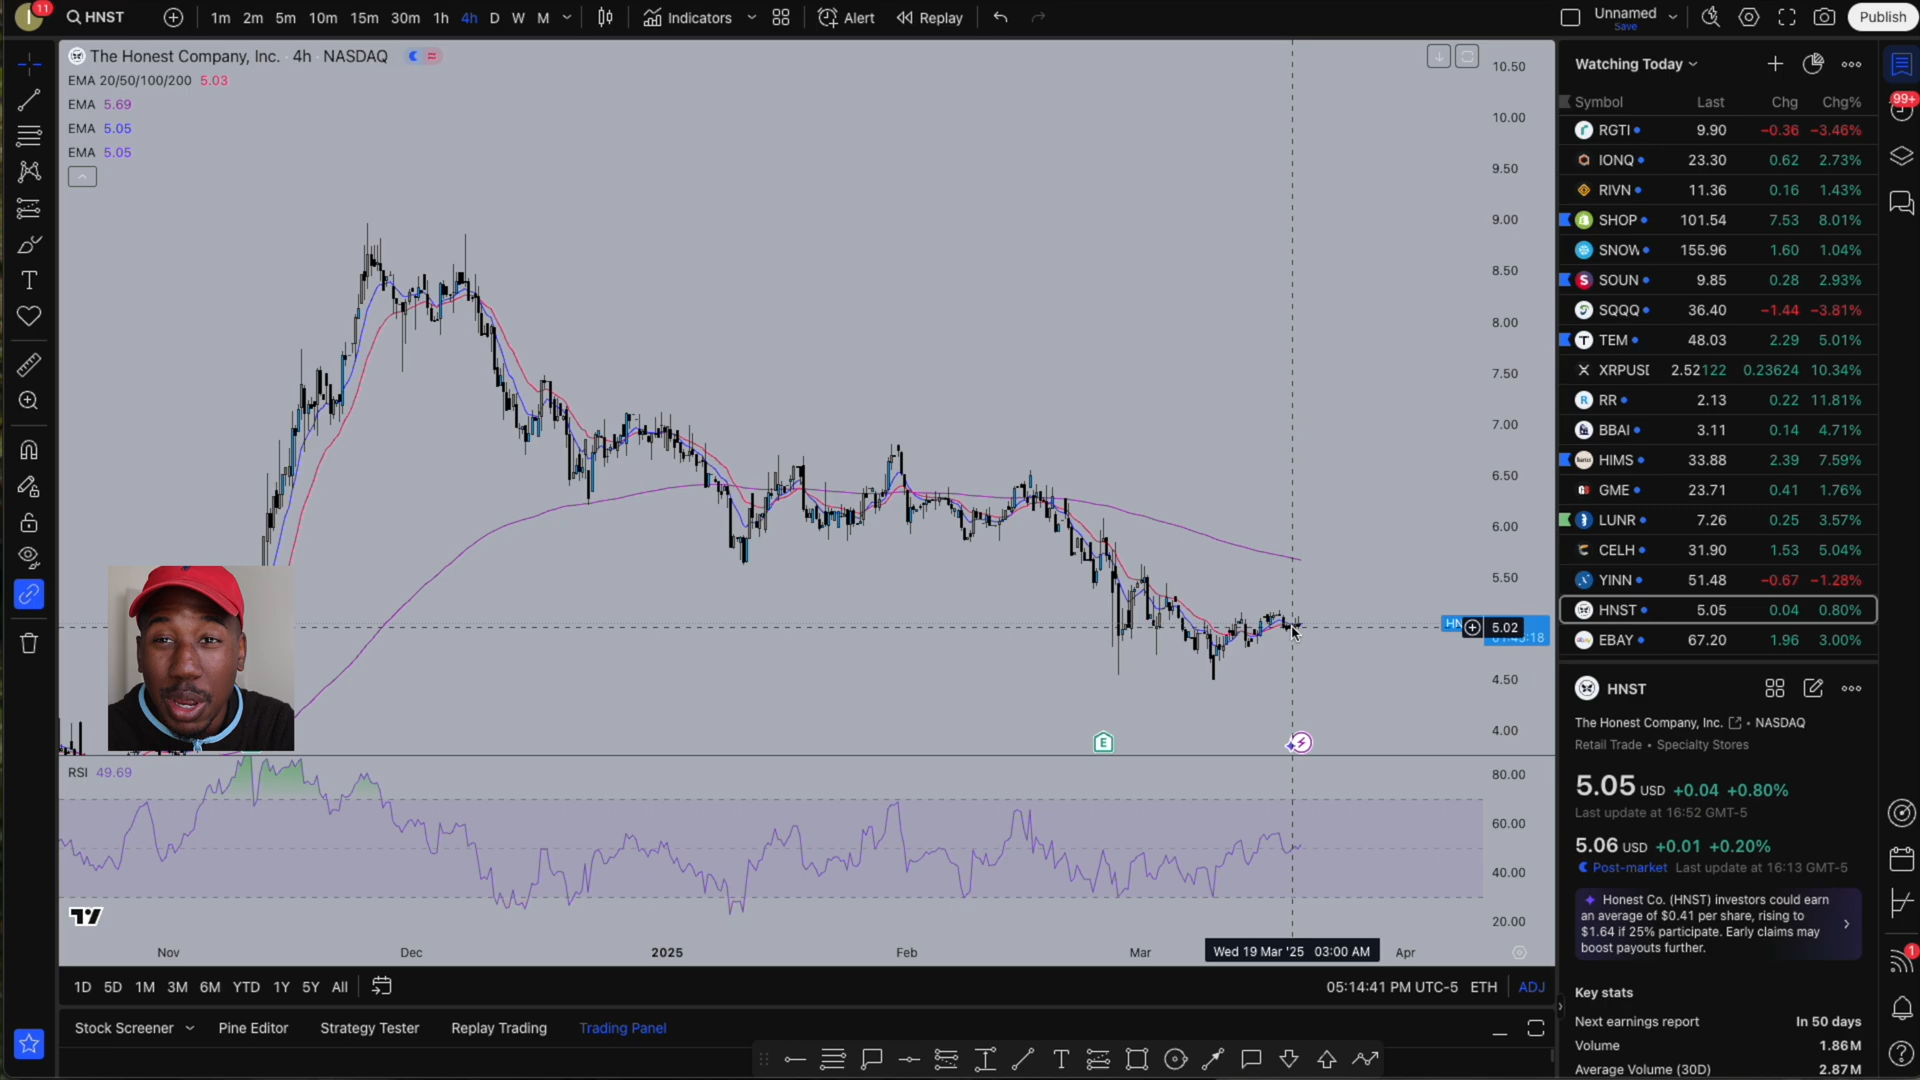 11
HNST
1m 2m 5m 10m 15m 30m 1h 4h D W M
Indicators
Alert
Replay
Unnamed
Save
Publish
The Honest Company, Inc. · 4h · NASDAQ
EMA 20/50/100/200 5.03
EMA 5.69
EMA 5.05
EMA 5.05
10.50
10.00
9.50
9.00
8.50
8.00
7.50
7.00
6.50
6.00
5.50
5.02
4.50
4.00
E
RSI 49.69
80.00
60.00
40.00
20.00
Nov Dec 2025 Feb Mar Wed 19 Mar '25 03:00 AM Apr
1D 5D 1M 3M 6M YTD 1Y 5Y All
05:14:41 PM UTC-5 ETH ADJ
Stock Screener Pine Editor Strategy Tester Replay Trading Trading Panel
Watching Today
99+
Symbol Last Chg Chg%
RGTI 9.90 −0.36 −3.46%
IONQ 23.30 0.62 2.73%
RIVN 11.36 0.16 1.43%
SHOP 101.54 7.53 8.01%
SNOW 155.96 1.60 1.04%
SOUN 9.85 0.28 2.93%
SQQQ 36.40 −1.44 −3.81%
TEM 48.03 2.29 5.01%
XRPUSD 2.52122 0.23624 10.34%
RR 2.13 0.22 11.81%
BBAI 3.11 0.14 4.71%
HIMS 33.88 2.39 7.59%
GME 23.71 0.41 1.76%
LUNR 7.26 0.25 3.57%
CELH 31.90 1.53 5.04%
YINN 51.48 −0.67 −1.28%
HNST 5.05 0.04 0.80%
EBAY 67.20 1.96 3.00%
HNST
The Honest Company, Inc. • NASDAQ
Retail Trade • Specialty Stores
5.05 USD +0.04 +0.80%
Last update at 16:52 GMT-5
5.06 USD +0.01 +0.20%
Post-market Last update at 16:13 GMT-5
Honest Co. (HNST) investors could earn
an average of $0.41 per share, rising to
$1.64 if 25% participate. Early claims may
boost payouts further.
Key stats
Next earnings report In 50 days
Volume 1.86M
Average Volume (30D) 2.87M
1